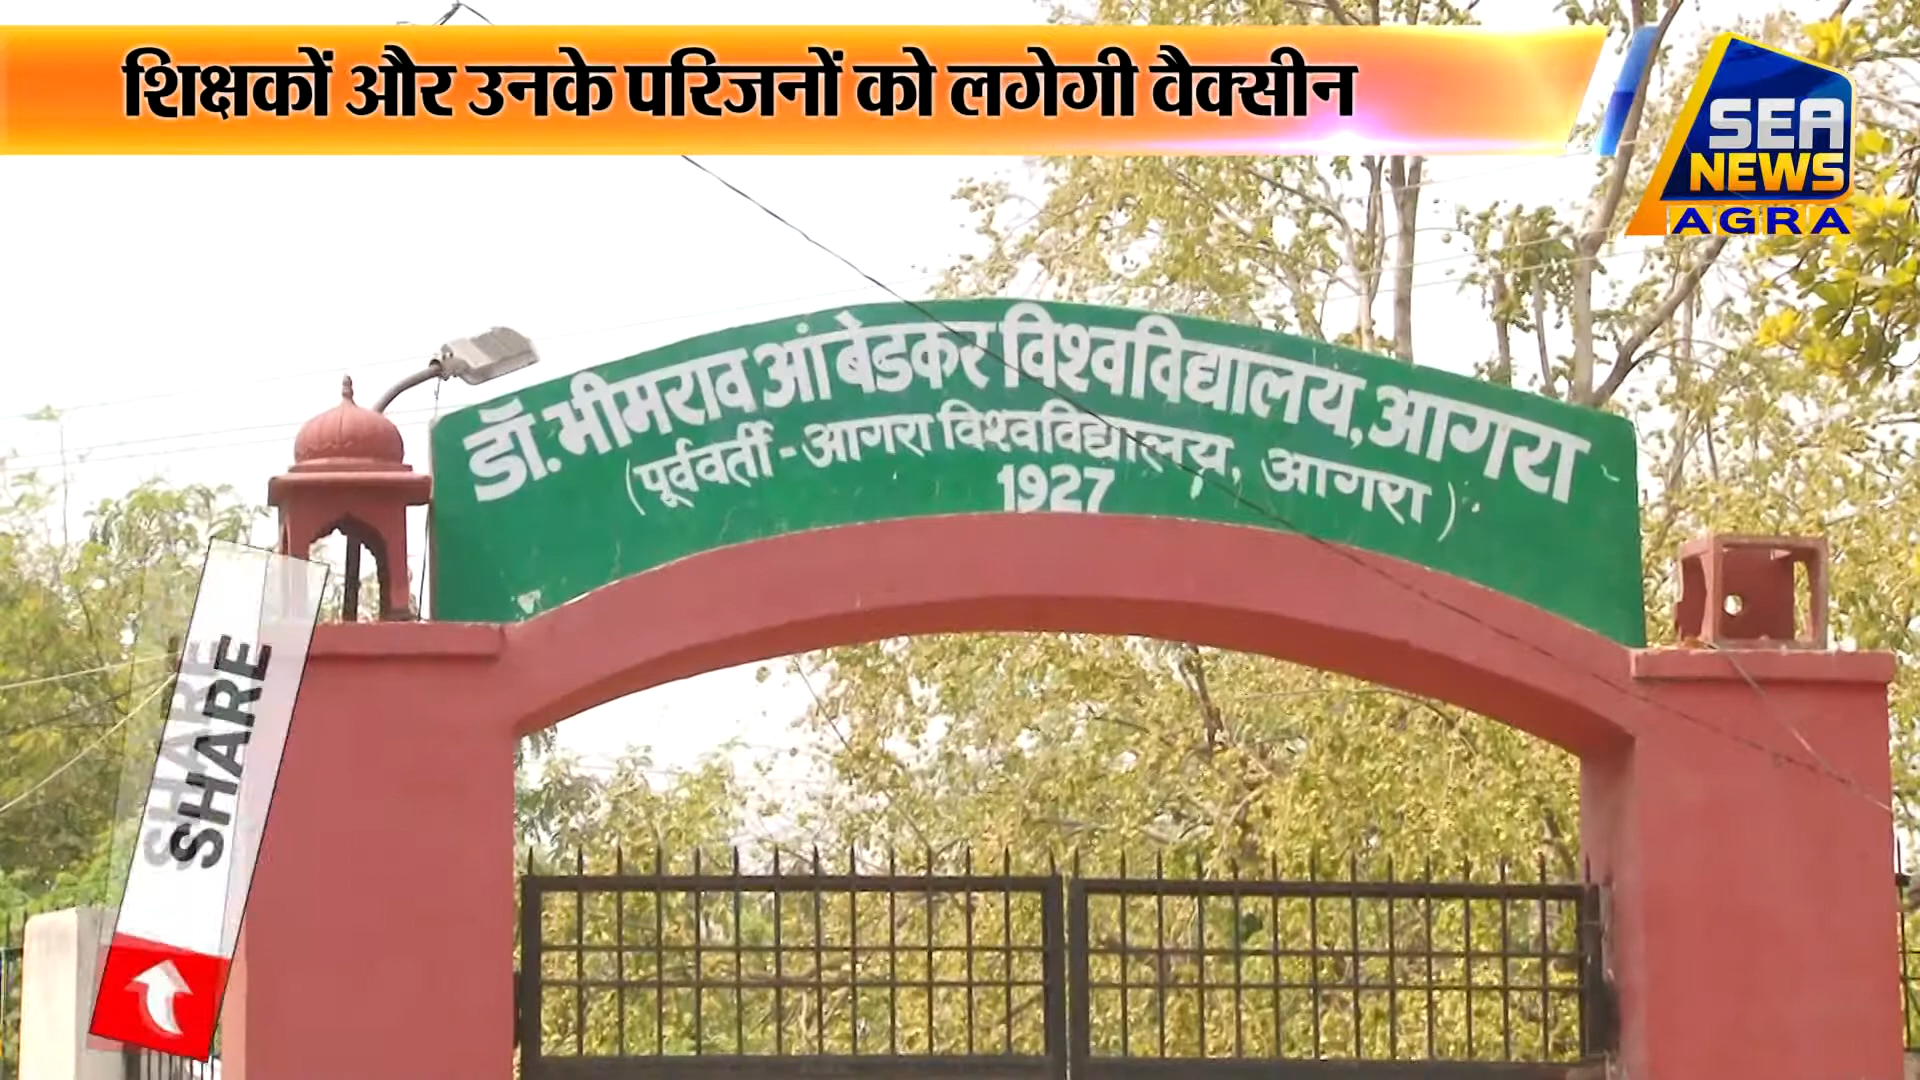 शिक्षकों और उनके परिजनों को लगेगी वैक्सीन
SEA
NEWS
AGRA
डॉ. भीमराव आंबेडकर विश्वविद्यालय, आगरा
(पूर्ववर्ती - आगरा विश्वविद्यालय, आगरा)
1927
SHARE
SHARE